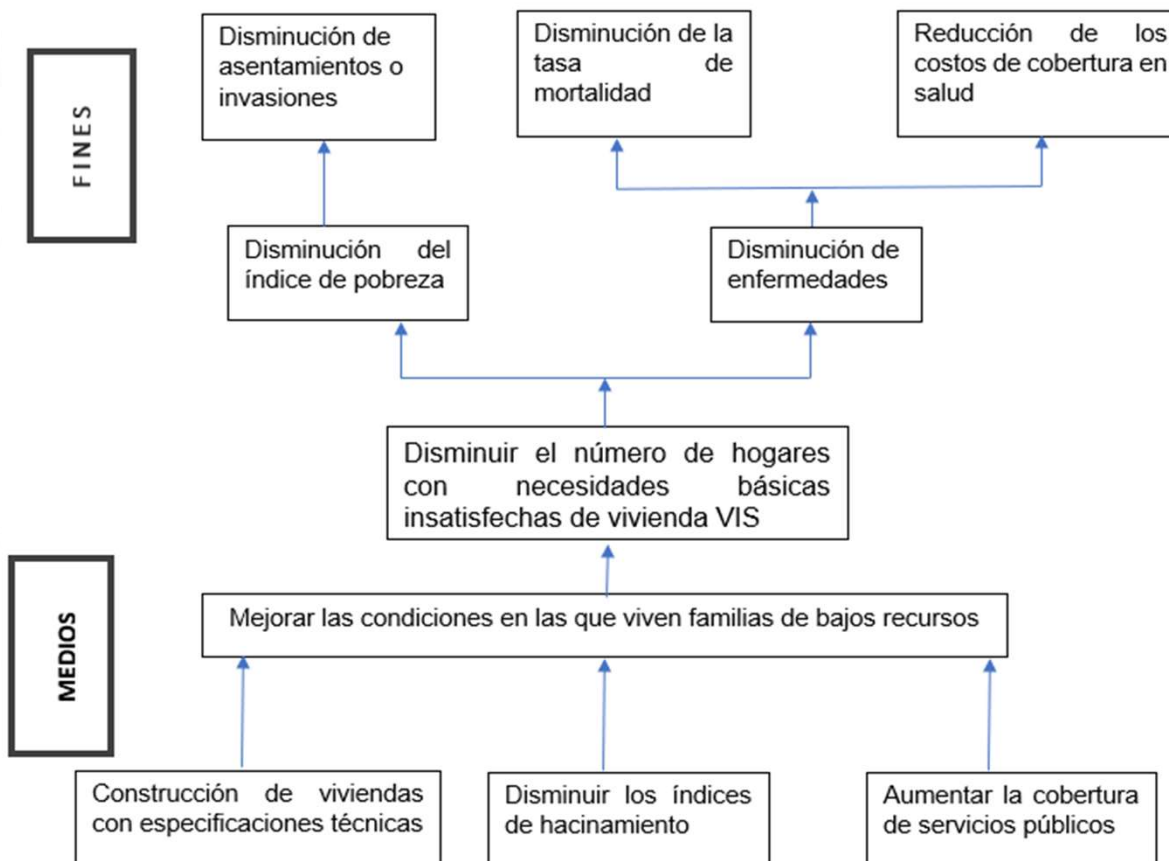 Disminución de
asentamientos o
invasiones
Disminución de la
tasa de
mortalidad
Reducción de los
costos de cobertura en
salud
FINES
Disminución del
índice de pobreza
Disminución de
enfermedades
Disminuir el número de hogares
con necesidades básicas
insatisfechas de vivienda VIS
MEDIOS
Mejorar las condiciones en las que viven familias de bajos recursos
Construcción de viviendas
con especificaciones técnicas
Disminuir los índices
de hacinamiento
Aumentar la cobertura
de servicios públicos